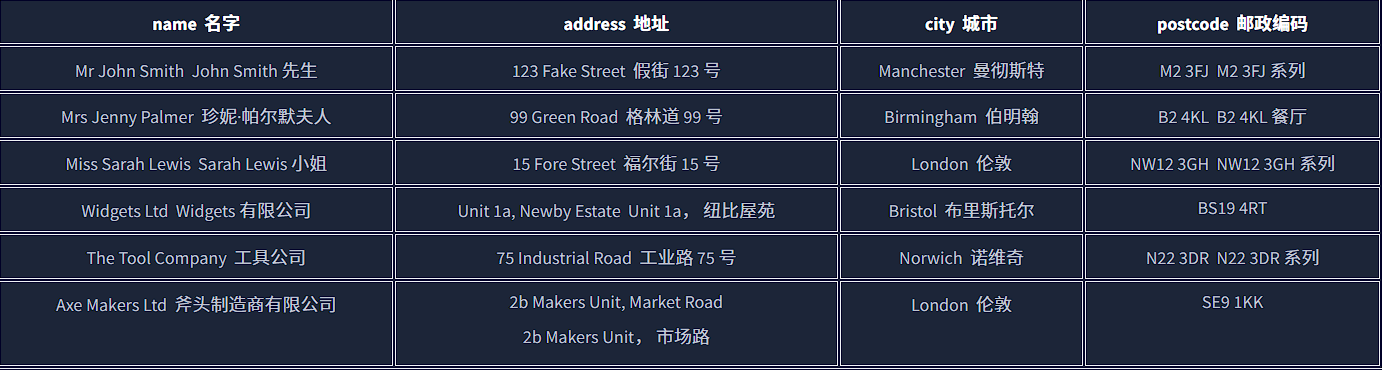 name 名字 address 地址 city 城市 postcode 邮政编码
Mr John Smith John Smith 先生 123 Fake Street 假街 123 号 Manchester 曼彻斯特 M2 3FJ M2 3FJ 系列
Mrs Jenny Palmer 珍妮·帕尔默夫人 99 Green Road 格林道 99 号 Birmingham 伯明翰 B2 4KL B2 4KL 餐厅
Miss Sarah Lewis Sarah Lewis 小姐 15 Fore Street 福尔街 15 号 London 伦敦 NW12 3GH NW12 3GH 系列
Widgets Ltd Widgets 有限公司 Unit 1a, Newby Estate Unit 1a， 纽比屋苑 Bristol 布里斯托尔 BS19 4RT
The Tool Company 工具公司 75 Industrial Road 工业路 75 号 Norwich 诺维奇 N22 3DR N22 3DR 系列
Axe Makers Ltd 斧头制造商有限公司 2b Makers Unit, Market Road London 伦敦 SE9 1KK
2b Makers Unit， 市场路